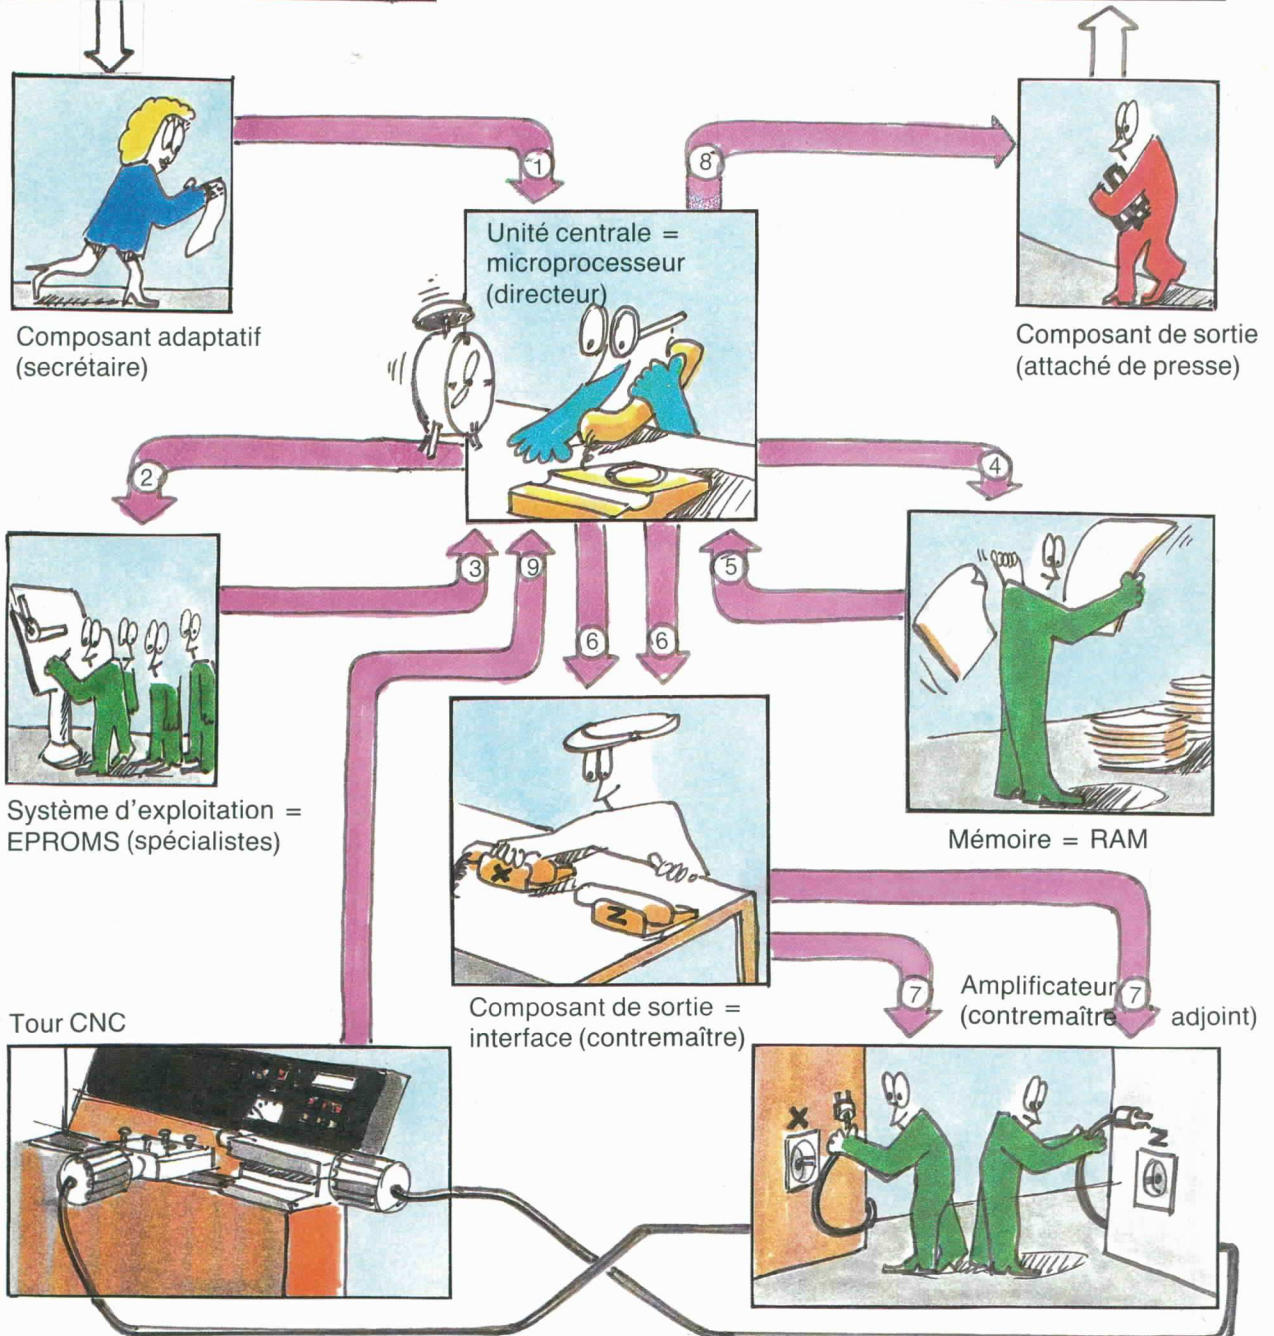 1
8
Unité centrale =
microprocesseur
(directeur)
Composant adaptatif
(secrétaire)
Composant de sortie
(attaché de presse)
2
4
3
9
5
6
6
Système d'exploitation =
EPROMS (spécialistes)
Mémoire = RAM
X
Z
7
7
Amplificateur
(contremaître adjoint)
Composant de sortie =
interface (contremaître)
Tour CNC
X
Z